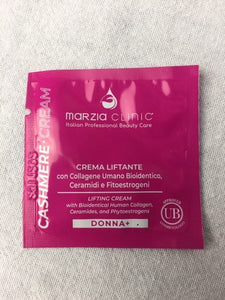 marzia clinic
Italian Professional Beauty Care
CASHMERE-CREAM
CREMA LIFTANTE
con Collagene Umano Bioidentico,
Ceramidi e Fitoestrogeni
LIFTING CREAM
with Bioidentical Human Collagen,
Ceramides, and Phytoestrogens
DONNA+
UB